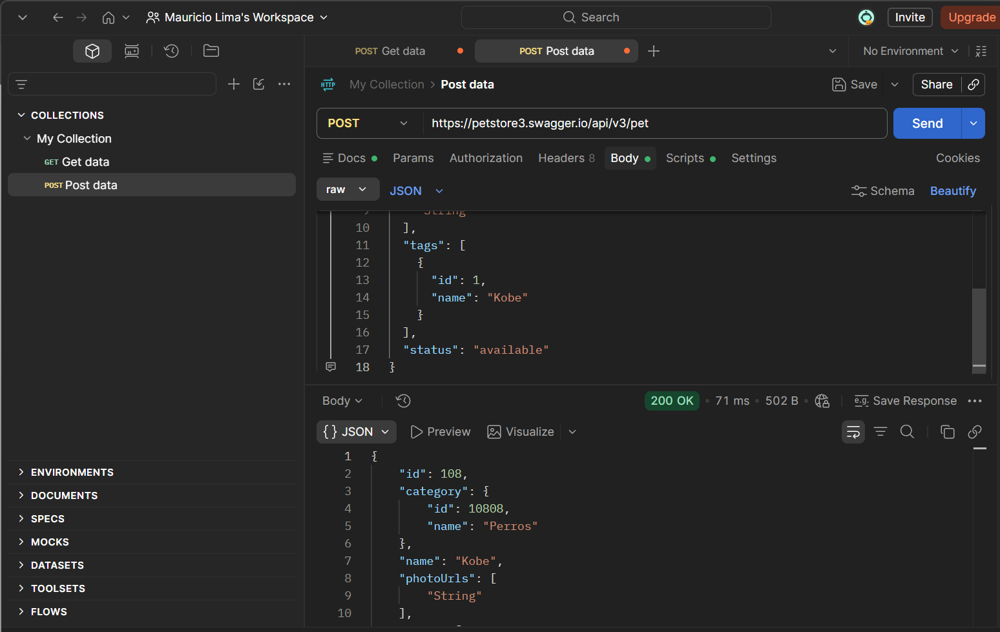 Mauricio Lima's Workspace
Search
Invite
Upgrade
POST Get data
POST Post data
No Environment
HTTP My Collection > Post data
Save
Share
POST
https://petstore3.swagger.io/api/v3/pet
Send
Docs
Params
Authorization
Headers 8
Body
Scripts
Settings
Cookies
raw
JSON
Schema
Beautify
COLLECTIONS
My Collection
GET Get data
POST Post data
ENVIRONMENTS
DOCUMENTS
SPECS
MOCKS
DATASETS
TOOLSETS
FLOWS
9 "String"
10 ],
11 "tags": [
12 {
13 "id": 1,
14 "name": "Kobe"
15 }
16 ],
17 "status": "available"
18 }
Body
200 OK • 71 ms • 502 B •
e.g. Save Response
{} JSON
Preview
Visualize
1 {
2 "id": 108,
3 "category": {
4 "id": 10808,
5 "name": "Perros"
6 },
7 "name": "Kobe",
8 "photoUrls": [
9 "String"
10 ],